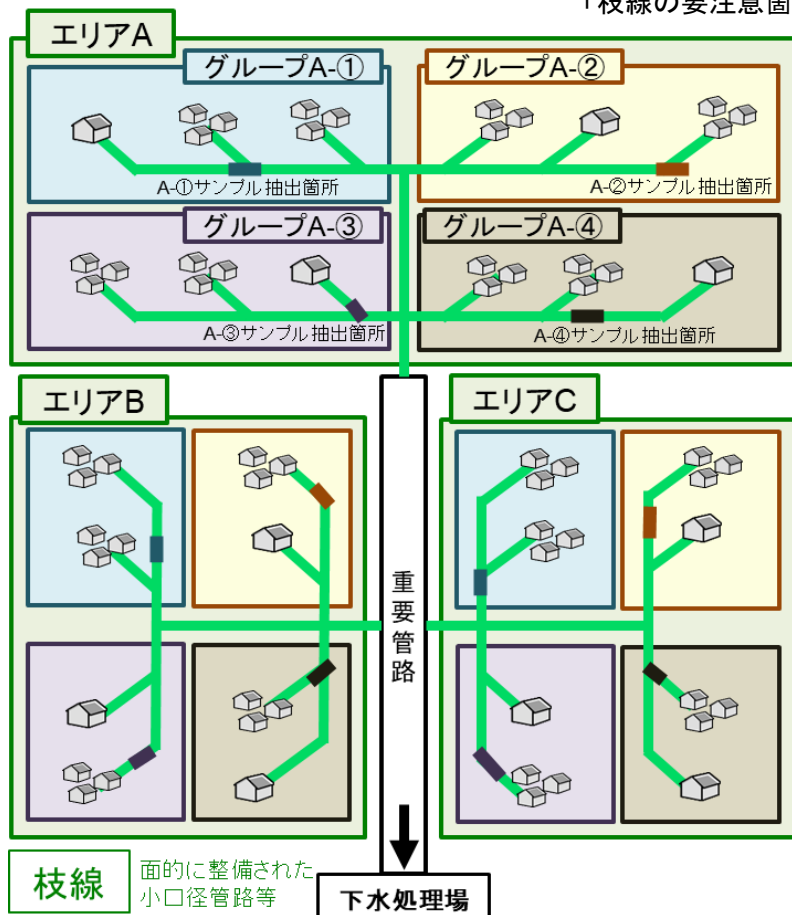 「枝線の要注意箇
エリアA
グループA-①
グループA-②
A-①サンプル抽出箇所
A-②サンプル抽出箇所
グループA-③
グループA-④
A-③サンプル抽出箇所
A-④サンプル抽出箇所
エリアB
エリアC
重要管路
枝線
面的に整備された
小口径管路等
下水処理場